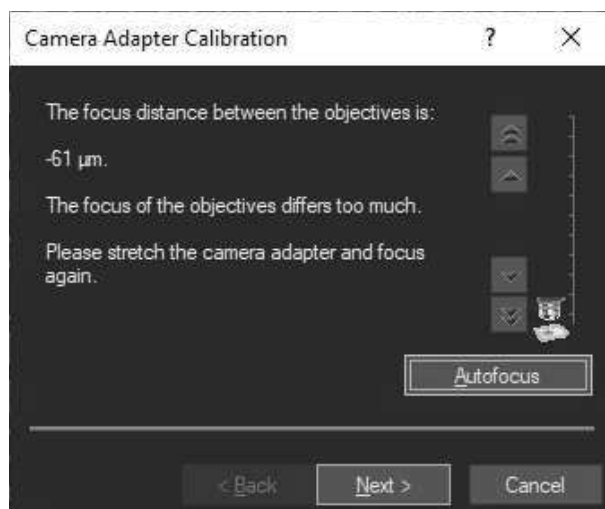 Camera Adapter Calibration ? ×
The focus distance between the objectives is:
-61 µm.
The focus of the objectives differs too much.
Please stretch the camera adapter and focus
again.
Autofocus
< Back Next > Cancel